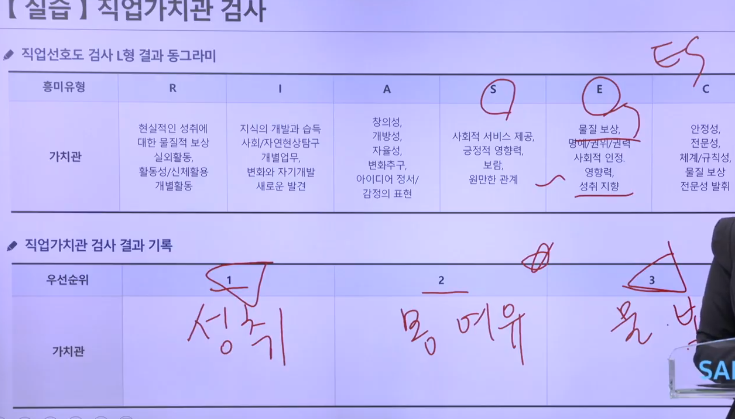 【 실습 】 직업가치관 검사
직업선호도 검사 L형 결과 동그라미
ES
흥미유형 R I A S E C
가치관
현실적인 성취에
대한 물질적 보상
실외활동,
활동성/신체활용
개별활동
지식의 개발과 습득
사회/자연현상탐구
개별업무,
변화와 자기개발
새로운 발견
창의성,
개방성,
자율성,
변화추구,
아이디어 정서/
감정의 표현
사회적 서비스 제공,
긍정적 영향력,
보람,
원만한 관계
물질 보상,
명예/권위/권력
사회적 인정,
영향력,
성취 지향
안정성,
전문성,
체계/규칙성,
물질 보상
전문성 발휘
직업가치관 검사 결과 기록
우선순위 1 2 3
가치관 성취